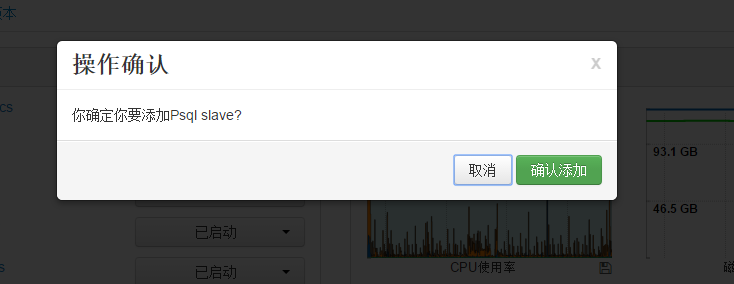 本
操作确认
x
cs
你确定你要添加Psql slave?
93.1 GB
取消
确认添加
46.5 GB
已启动
CPU使用率
s
已启动